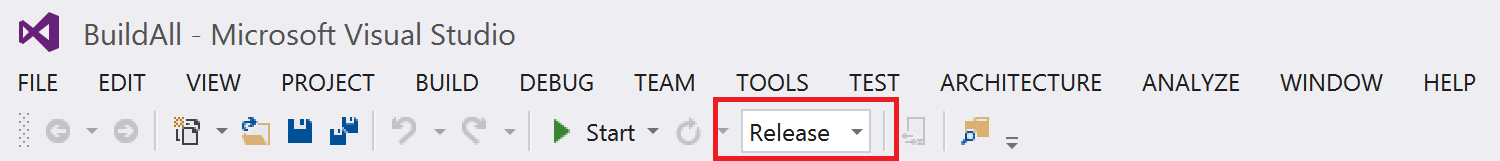 BuildAll - Microsoft Visual Studio
FILE EDIT VIEW PROJECT BUILD DEBUG TEAM TOOLS TEST ARCHITECTURE ANALYZE WINDOW HELP
Start Release